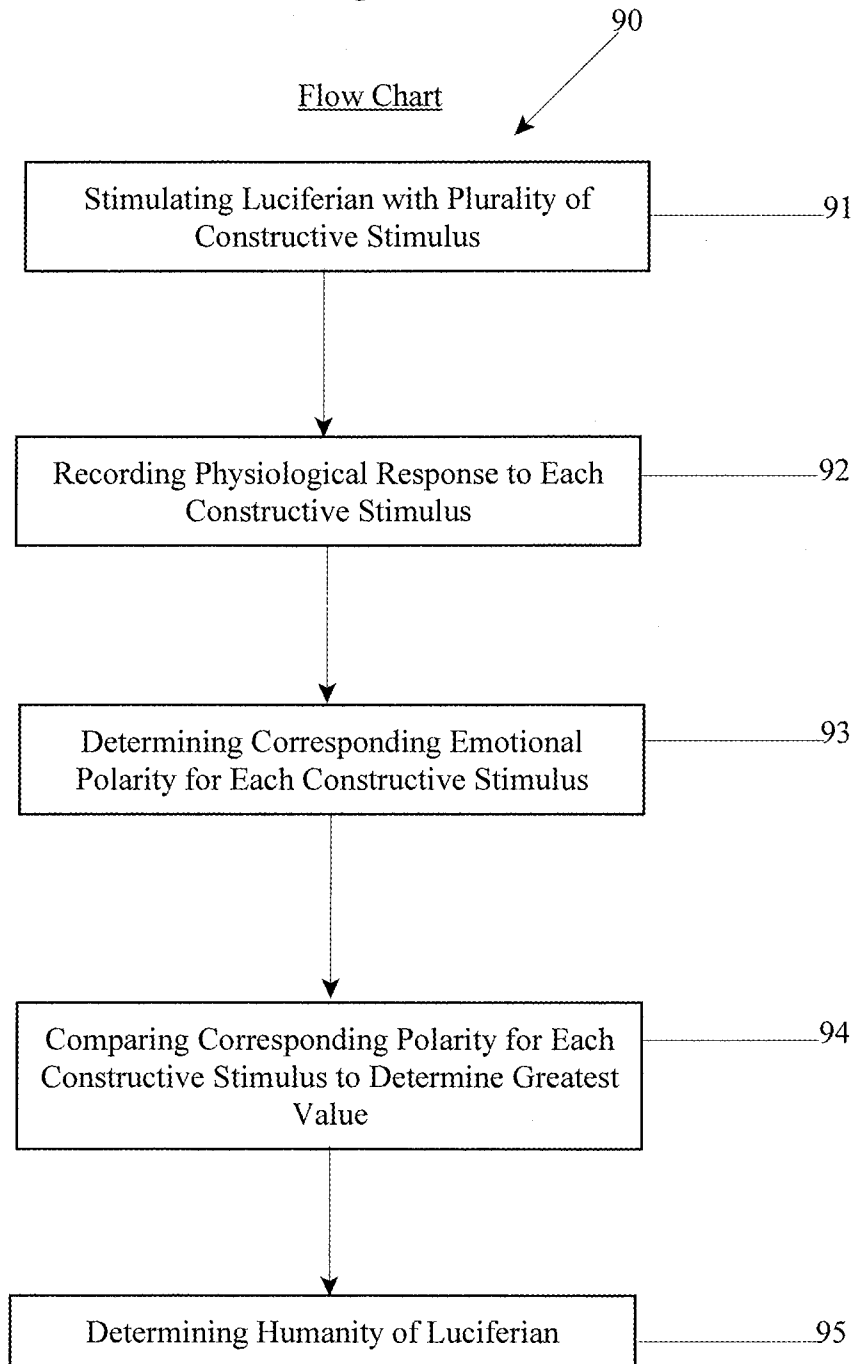 90
Flow Chart
Stimulating Luciferian with Plurality of
Constructive Stimulus
91
Recording Physiological Response to Each
Constructive Stimulus
92
Determining Corresponding Emotional
Polarity for Each Constructive Stimulus
93
Comparing Corresponding Polarity for Each
Constructive Stimulus to Determine Greatest
Value
94
Determining Humanity of Luciferian
95